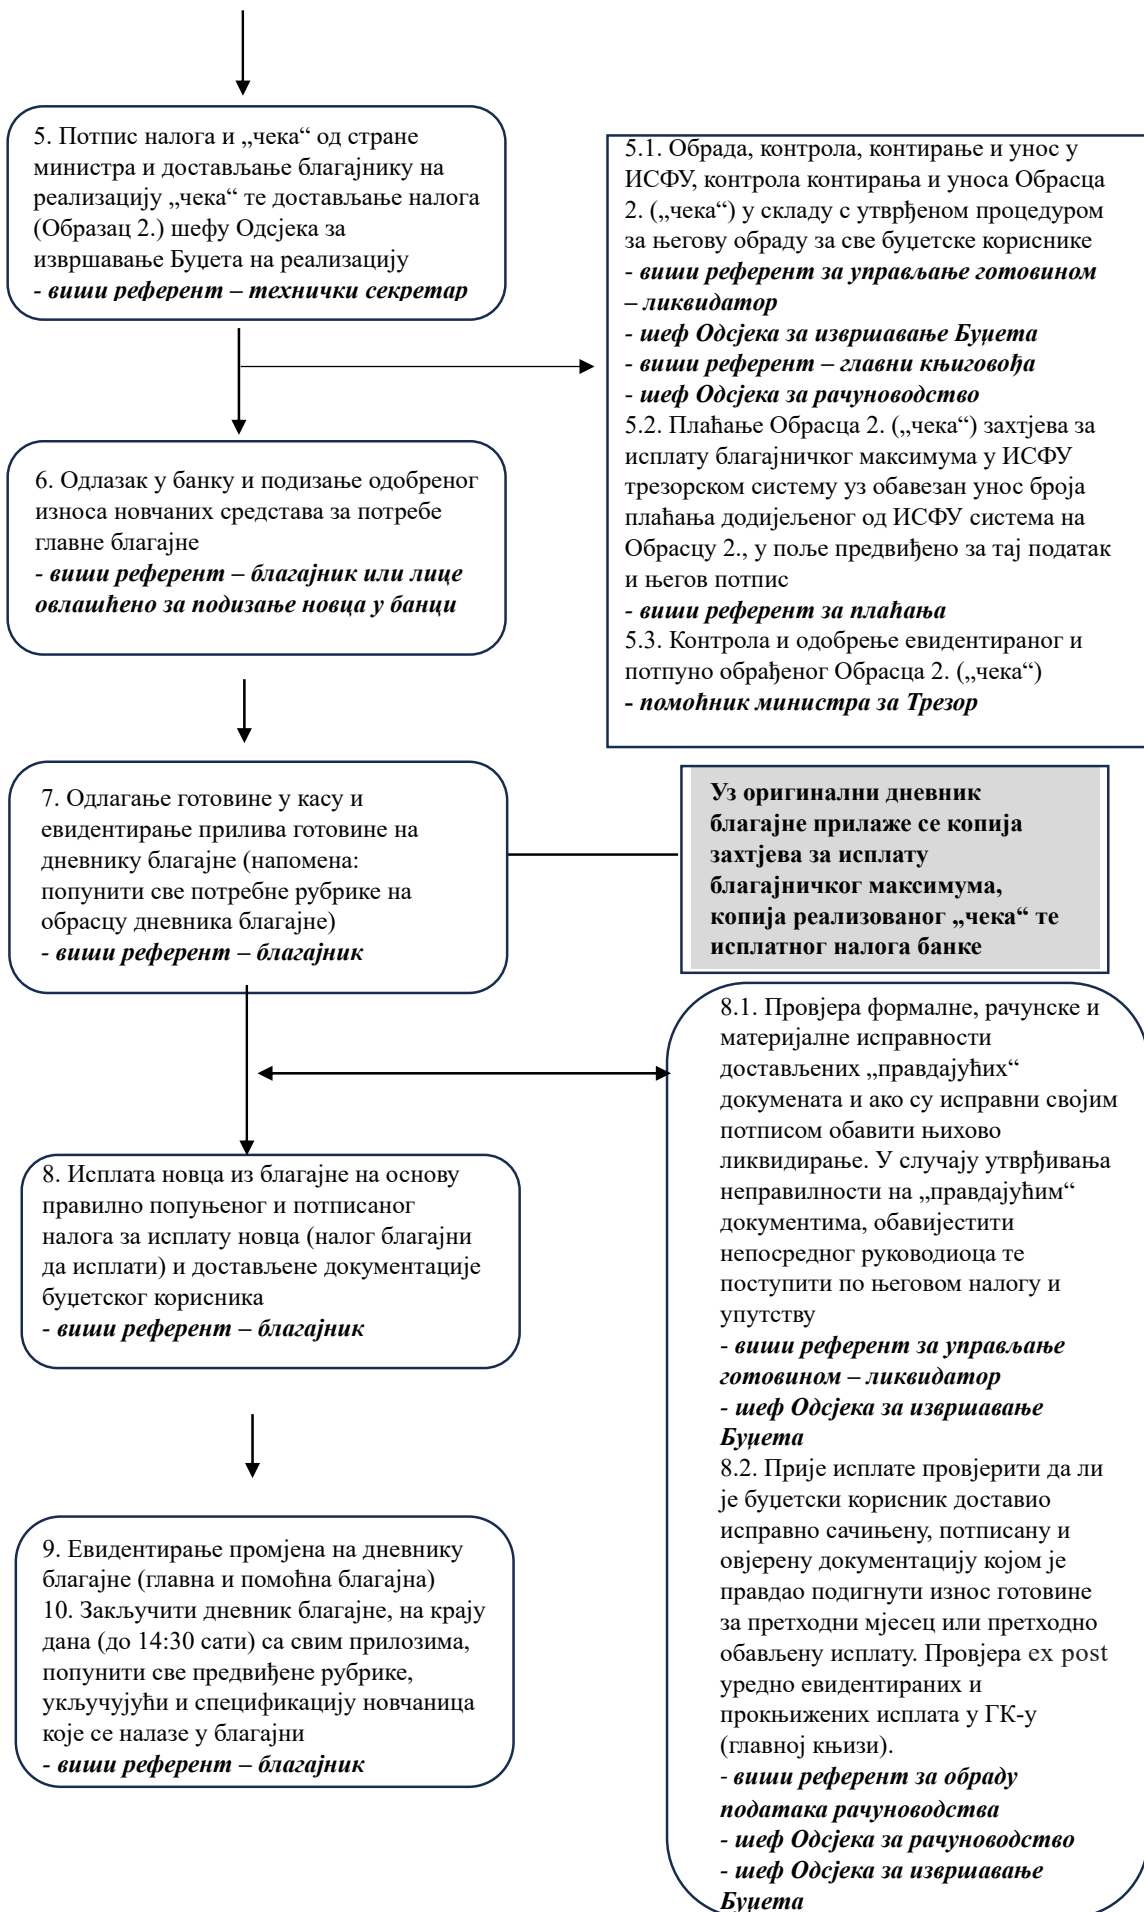 5. Потпис налога и „чека“ од стране
министра и достављање благајнику на
реализацију „чека“ те достављање налога
(Образац 2.) шефу Одсјека за
извршавање Буџета на реализацију
- виши референт – технички секретар
5.1. Обрада, контрола, контирање и унос у
ИСФУ, контрола контирања и уноса Обрасца
2. („чека“) у складу с утврђеном процедуром
за његову обраду за све буџетске кориснике
- виши референт за управљање готовином
– ликвидатор
- шеф Одсјека за извршавање Буџета
- виши референт – главни књиговођа
- шеф Одсјека за рачуноводство
5.2. Плаћање Обрасца 2. („чека“) захтјева за
исплату благајничког максимума у ИСФУ
трезорском систему уз обавезан унос броја
плаћања додијељеног од ИСФУ система на
Обрасцу 2., у поље предвиђено за тај податак
и његов потпис
- виши референт за плаћања
5.3. Контрола и одобрење евидентираног и
потпуно обрађеног Обрасца 2. („чека“)
- помоћник министра за Трезор
6. Одлазак у банку и подизање одобреног
износа новчаних средстава за потребе
главне благајне
- виши референт – благајник или лице
овлашћено за подизање новца у банци
7. Одлагање готовине у касу и
евидентирање прилива готовине на
дневнику благајне (напомена:
попунити све потребне рубрике на
обрасцу дневника благајне)
- виши референт – благајник
Уз оригинални дневник
благајне прилаже се копија
захтјева за исплату
благајничког максимума,
копија реализованог „чека“ те
исплатног налога банке
8. Исплата новца из благајне на основу
правилно попуњеног и потписаног
налога за исплату новца (налог благајни
да исплати) и достављене документације
буџетског корисника
- виши референт – благајник
8.1. Провјера формалне, рачунске и
материјалне исправности
достављених „правдајућих“
докумената и ако су исправни својим
потписом обавити њихово
ликвидирање. У случају утврђивања
неправилности на „правдајућим“
документима, обавијестити
непосредног руководиоца те
поступити по његовом налогу и
упутству
- виши референт за управљање
готовином – ликвидатор
- шеф Одсјека за извршавање
Буџета
8.2. Прије исплате провјерити да ли
је буџетски корисник доставио
исправно сачињену, потписану и
овјерену документацију којом је
правдао подигнути износ готовине
за претходни мјесец или претходно
обављену исплату. Провјера ex post
уредно евидентираних и
прокњижених исплата у ГК-у
(главној књизи).
- виши референт за обраду
података рачуноводства
- шеф Одсјека за рачуноводство
- шеф Одсјека за извршавање
Буџета
9. Евидентирање промјена на дневнику
благајне (главна и помоћна благајна)
10. Закључити дневник благајне, на крају
дана (до 14:30 сати) са свим прилозима,
попунити све предвиђене рубрике,
укључујући и спецификацију новчаница
које се налазе у благајни
- виши референт – благајник